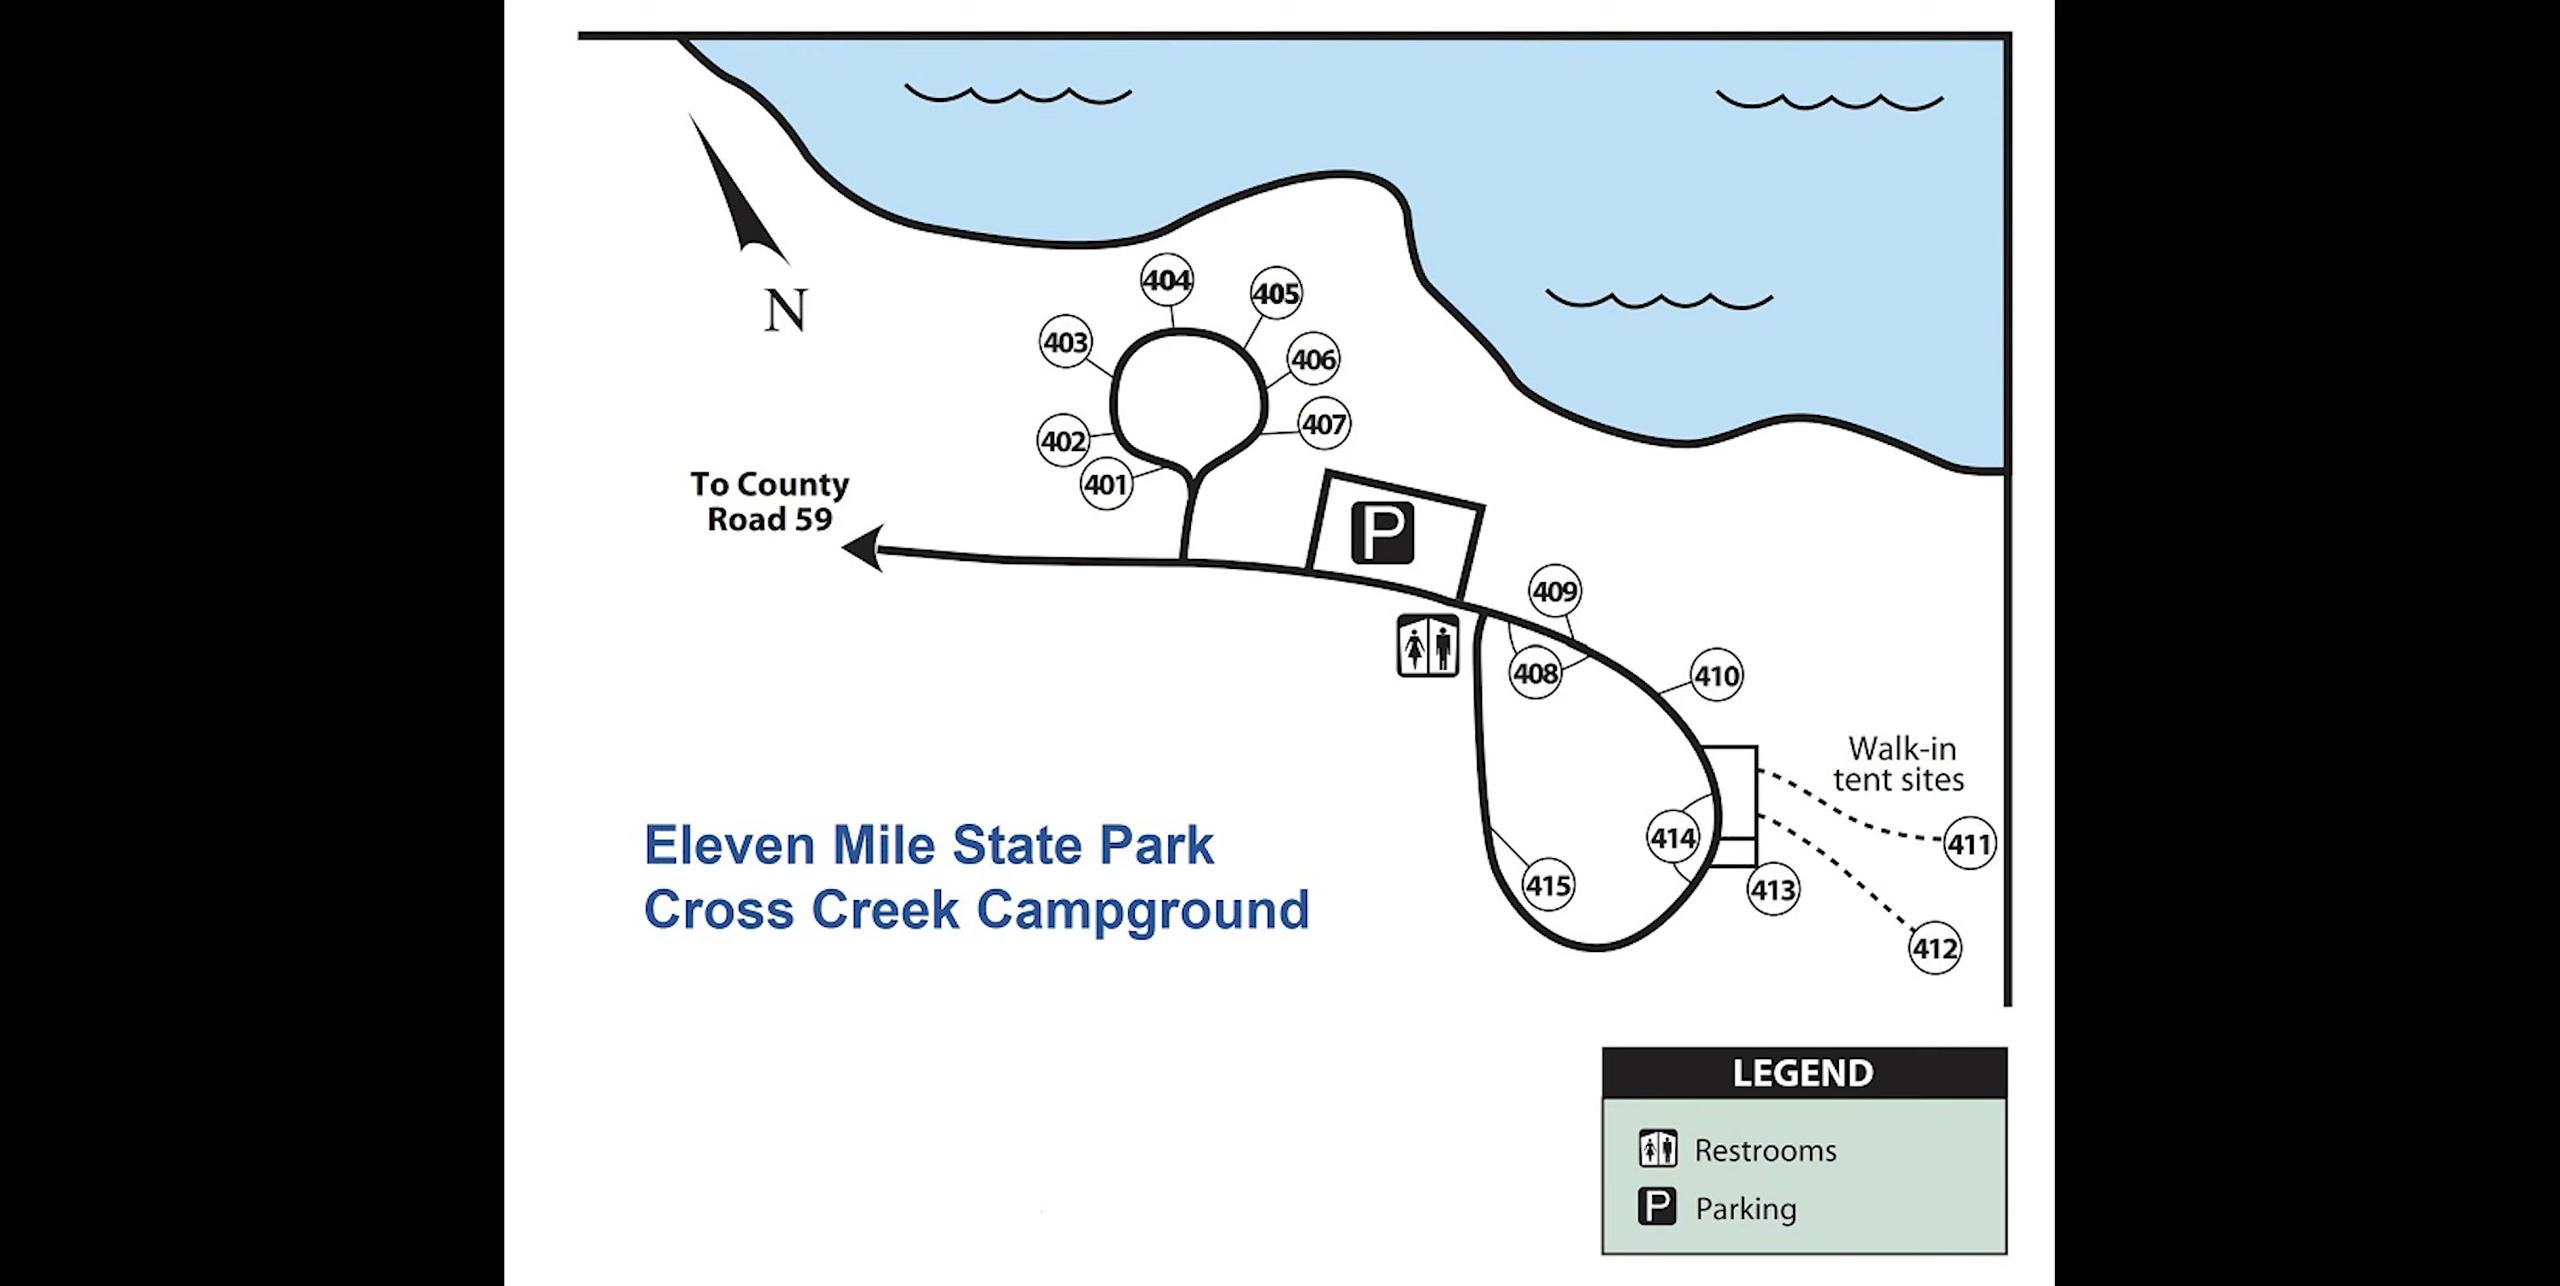 N
404
405
403
406
407
402
401
To County
Road 59
P
409
408
410
Walk-in
tent sites
414
411
415
413
412
Eleven Mile State Park
Cross Creek Campground
LEGEND
Restrooms
P Parking